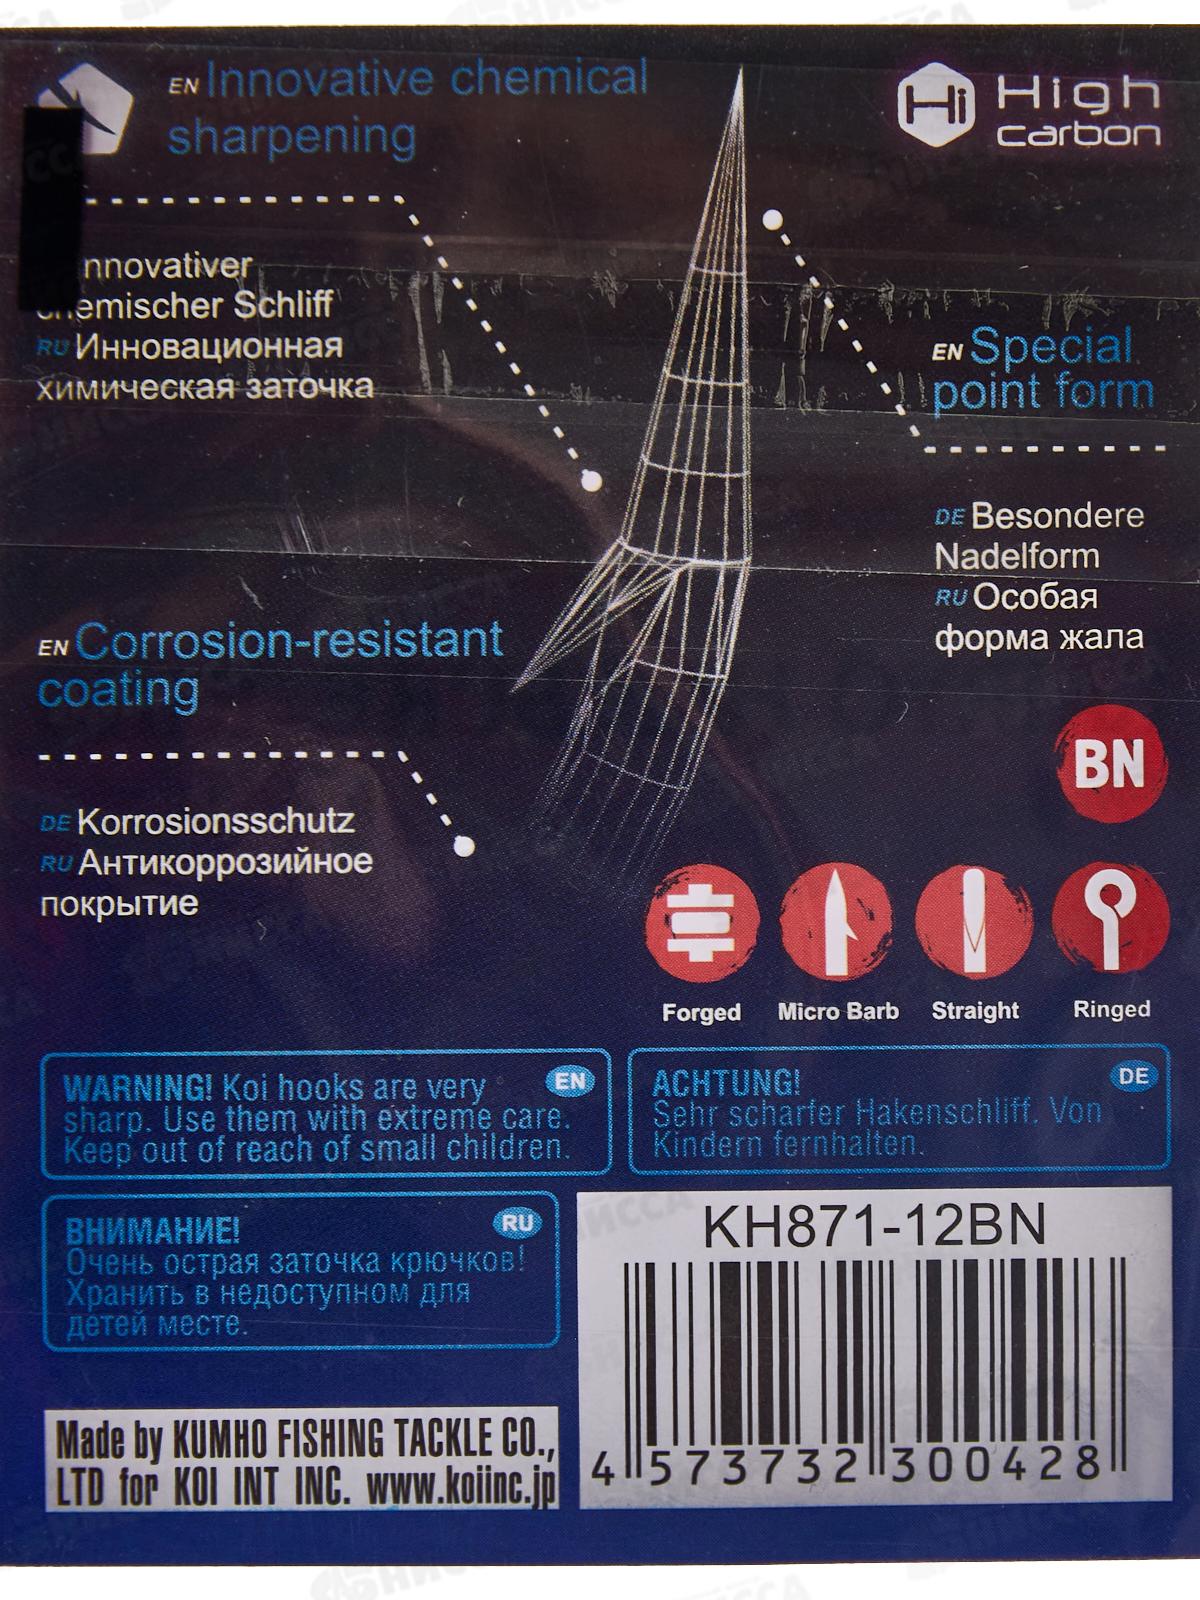 EN Innovative chemical
sharpening
Hi High
carbon
nnovativer
chemischer Schliff
RU Инновационная
химическая заточка
EN Special
point form
DE Besondere
Nadelform
RU Особая
форма жала
EN Corrosion-resistant
coating
DE Korrosionsschutz
RU Антикоррозийное
покрытие
BN
Forged Micro Barb Straight Ringed
WARNING! Koi hooks are very EN
sharp. Use them with extreme care.
Keep out of reach of small children.
ACHTUNG! DE
Sehr scharfer Hakenschliff. Von
Kindern fernhalten.
ВНИМАНИЕ! RU
Очень острая заточка крючков!
Хранить в недоступном для
детей месте.
KH871-12BN
4 573732 300428
Made by KUMHO FISHING TACKLE CO.,
LTD for KOI INT INC. www.koiinc.jp